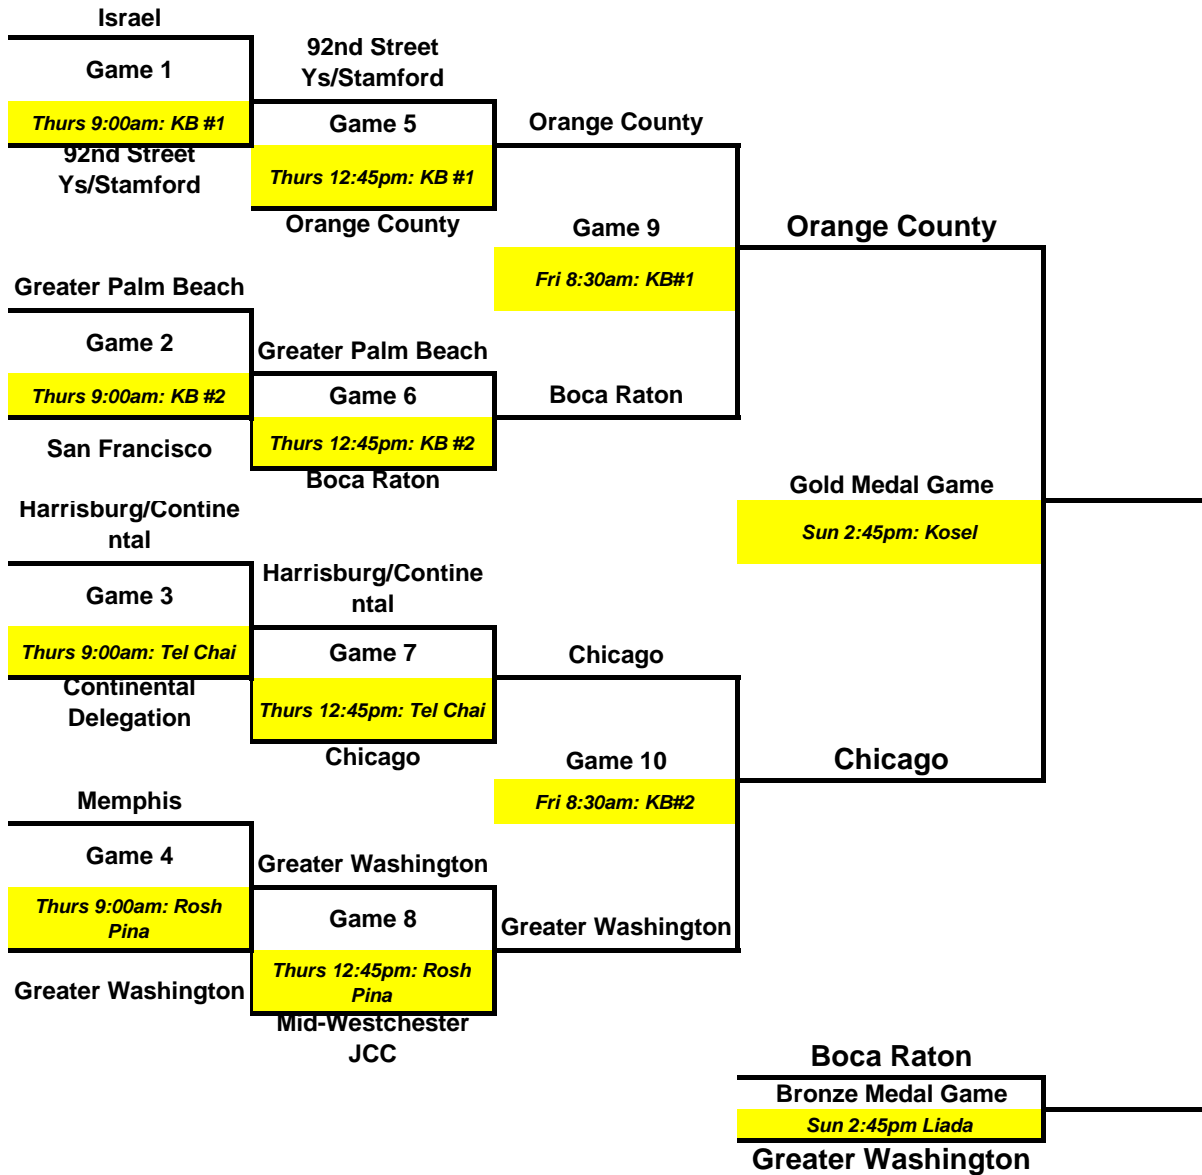 Israel
Game 1
Thurs 9:00am: KB #1
92nd Street
Ys/Stamford
Greater Palm Beach
Game 2
Thurs 9:00am: KB #2
San Francisco
Harrisburg/Contine
ntal
Game 3
Thurs 9:00am: Tel Chai
Continental
Delegation
Memphis
Game 4
Thurs 9:00am: Rosh
Pina
Greater Washington
92nd Street
Ys/Stamford
Game 5
Thurs 12:45pm: KB #1
Orange County
Greater Palm Beach
Game 6
Thurs 12:45pm: KB #2
Boca Raton
Harrisburg/Contine
ntal
Game 7
Thurs 12:45pm: Tel Chai
Chicago
Greater Washington
Game 8
Thurs 12:45pm: Rosh
Pina
Mid-Westchester
JCC
Orange County
Game 9
Fri 8:30am: KB#1
Boca Raton
Chicago
Game 10
Fri 8:30am: KB#2
Greater Washington
Orange County
Gold Medal Game
Sun 2:45pm: Kosel
Chicago
Boca Raton
Bronze Medal Game
Sun 2:45pm Liada
Greater Washington